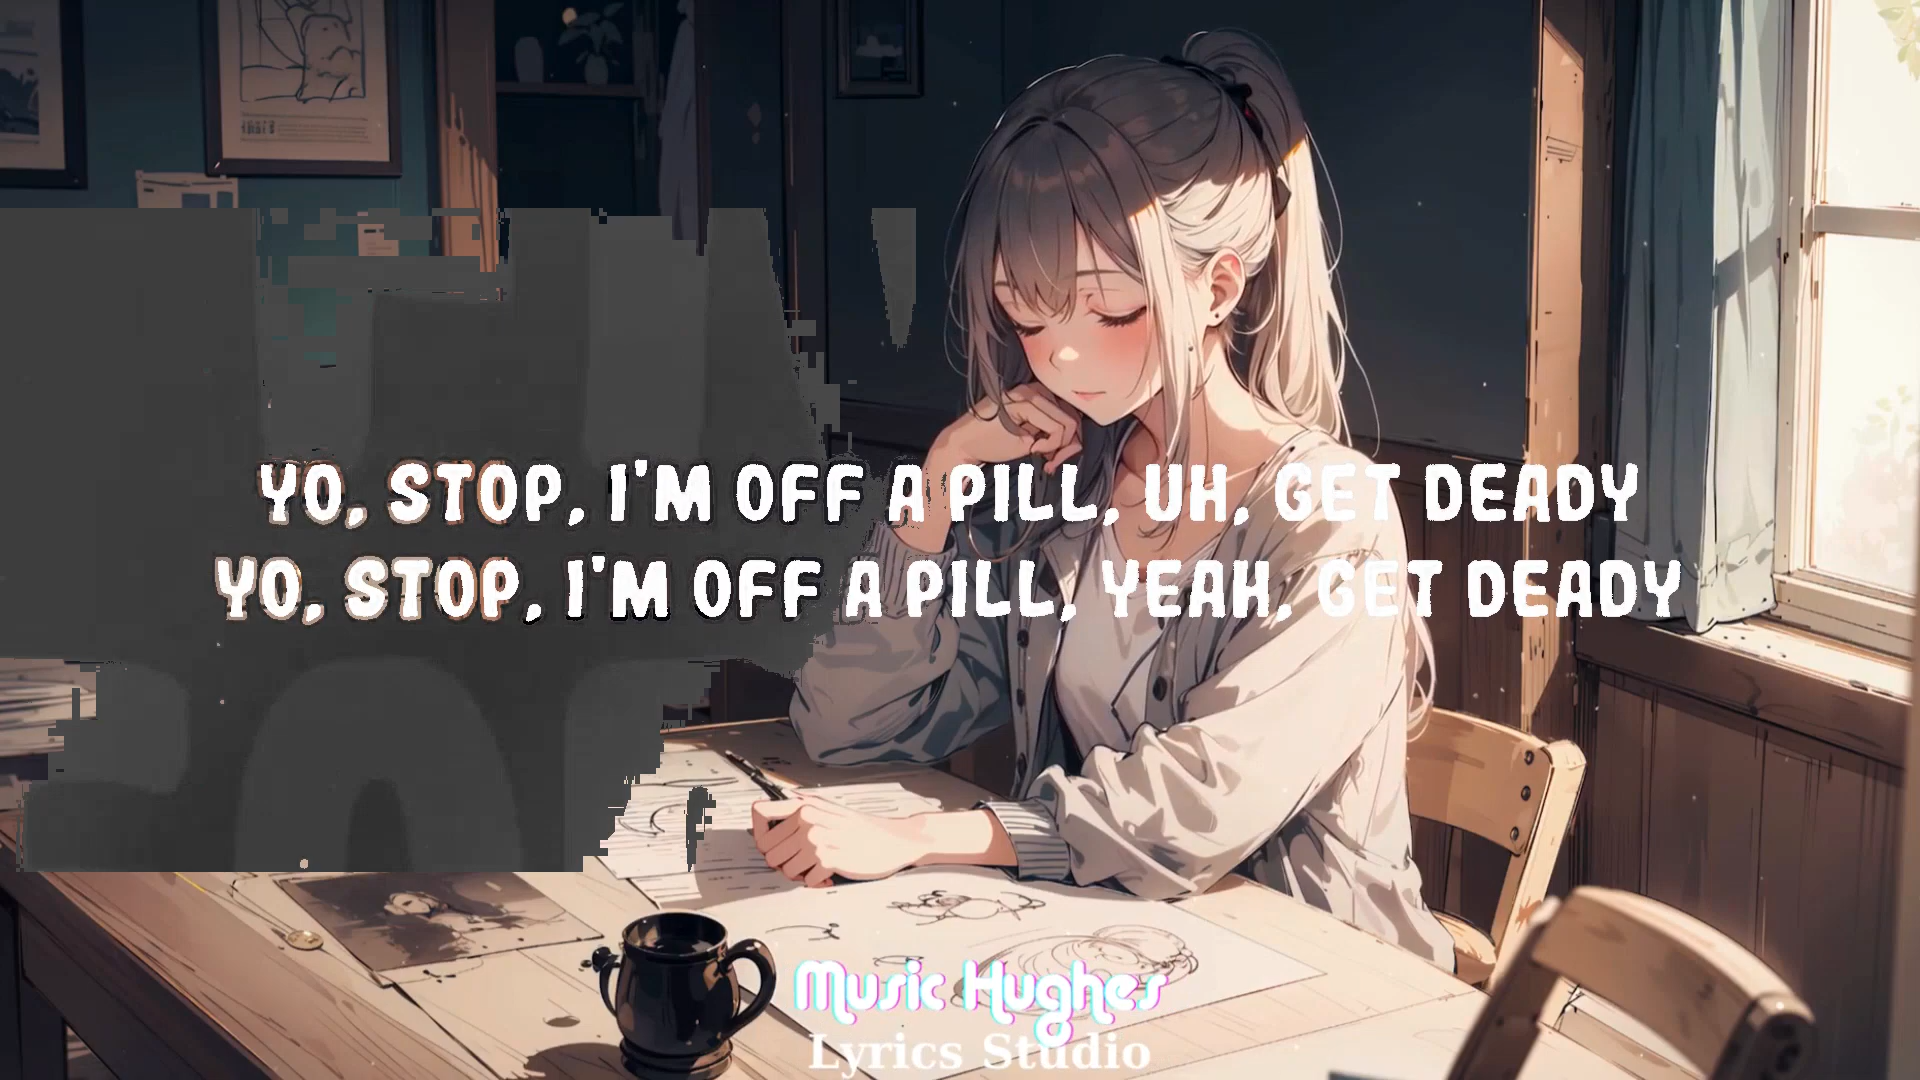 YO, STOP, I'M OFF A PILL, UH, GET DEADY
YO, STOP, I'M OFF A PILL, YEAH, GET DEADY
Music Hughes
Lyrics Studio